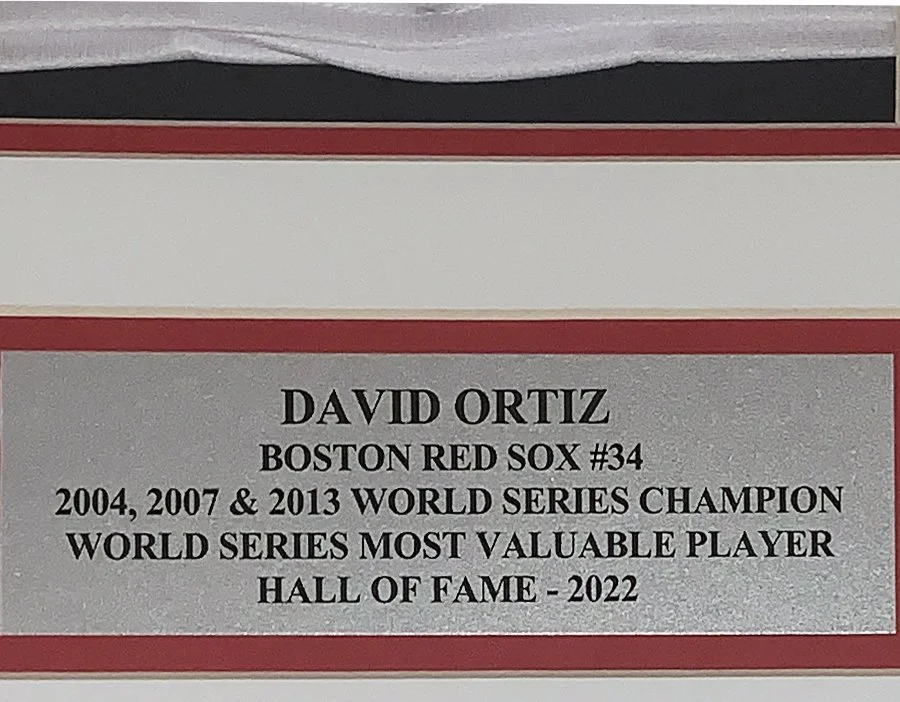 DAVID ORTIZ
BOSTON RED SOX #34
2004, 2007 & 2013 WORLD SERIES CHAMPION
WORLD SERIES MOST VALUABLE PLAYER
HALL OF FAME - 2022